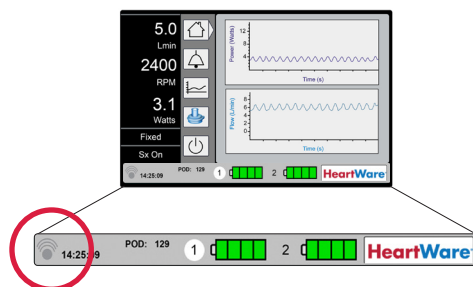 5.0
Lmin
2400
RPM
3.1
Watts
Fixed
Sx On
Power (Watts)
12
8
4
Time (s)
Flow (L/min)
8
6
4
2
0
Time (s)
14:25:09
POD: 129
1
2
HeartWare
14:25:09
POD: 129
1
2
HeartWare